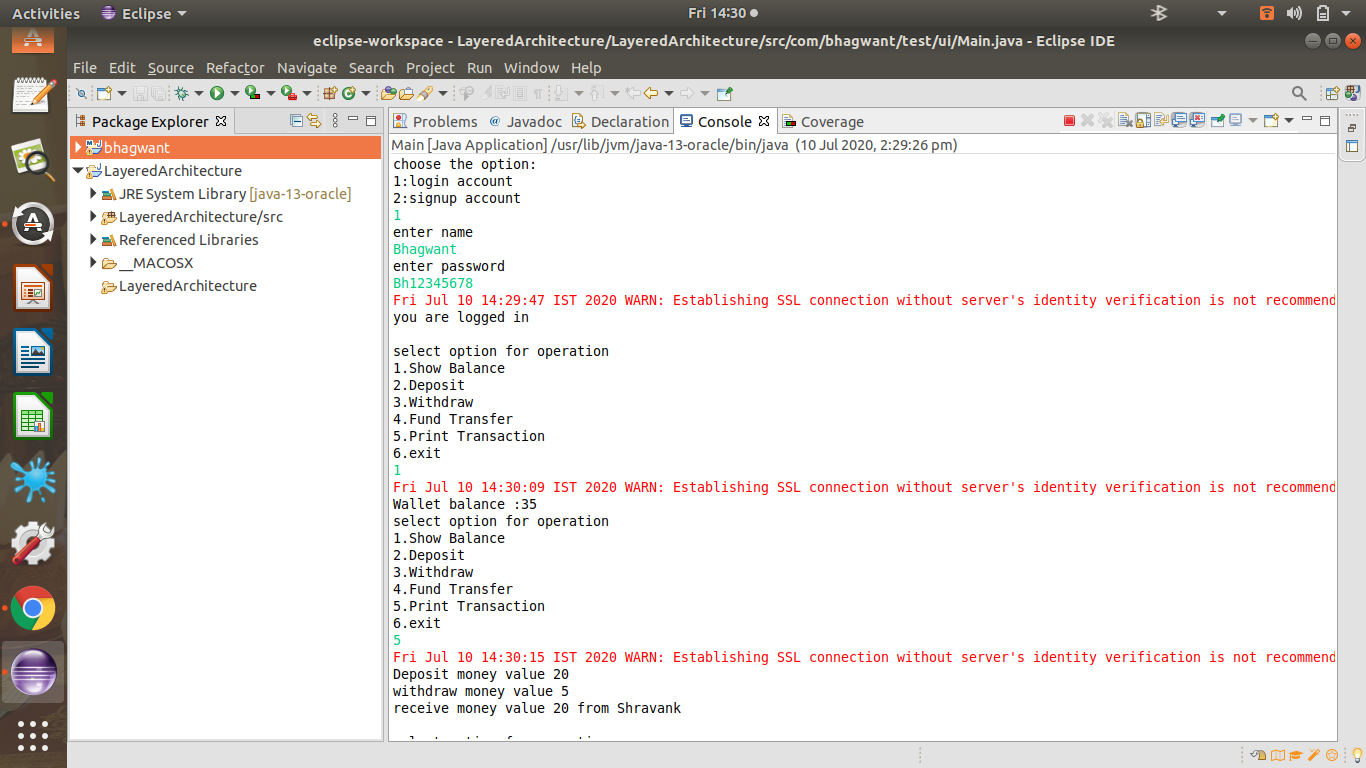 Activities Eclipse Fri 14:30
eclipse-workspace - LayeredArchitecture/LayeredArchitecture/src/com/bhagwant/test/ui/Main.java - Eclipse IDE
File Edit Source Refactor Navigate Search Project Run Window Help
Package Explorer
bhagwant
LayeredArchitecture
JRE System Library [java-13-oracle]
LayeredArchitecture/src
Referenced Libraries
__MACOSX
LayeredArchitecture
Problems @ Javadoc Declaration Console Coverage
Main [Java Application] /usr/lib/jvm/java-13-oracle/bin/java (10 Jul 2020, 2:29:26 pm)
choose the option:
1:login account
2:signup account
1
enter name
Bhagwant
enter password
Bh12345678
Fri Jul 10 14:29:47 IST 2020 WARN: Establishing SSL connection without server's identity verification is not recommend
you are logged in
select option for operation
1.Show Balance
2.Deposit
3.Withdraw
4.Fund Transfer
5.Print Transaction
6.exit
1
Fri Jul 10 14:30:09 IST 2020 WARN: Establishing SSL connection without server's identity verification is not recommend
Wallet balance :35
select option for operation
1.Show Balance
2.Deposit
3.Withdraw
4.Fund Transfer
5.Print Transaction
6.exit
5
Fri Jul 10 14:30:15 IST 2020 WARN: Establishing SSL connection without server's identity verification is not recommend
Deposit money value 20
withdraw money value 5
receive money value 20 from Shravank